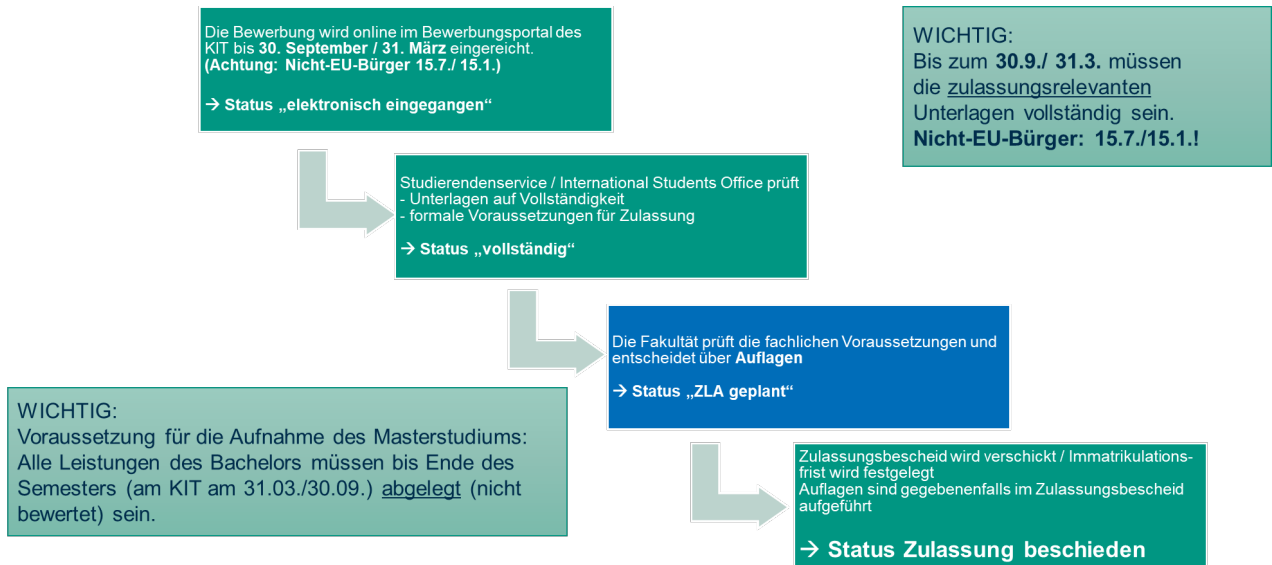 Die Bewerbung wird online im Bewerbungsportal des
KIT bis 30. September / 31. März eingereicht.
(Achtung: Nicht-EU-Bürger 15.7./ 15.1.)
→ Status „elektronisch eingegangen“
WICHTIG:
Bis zum 30.9./ 31.3. müssen
die zulassungsrelevanten
Unterlagen vollständig sein.
Nicht-EU-Bürger: 15.7./15.1.!
Studierendenservice / International Students Office prüft
- Unterlagen auf Vollständigkeit
- formale Voraussetzungen für Zulassung
→ Status „vollständig“
Die Fakultät prüft die fachlichen Voraussetzungen und
entscheidet über Auflagen
→ Status „ZLA geplant“
WICHTIG:
Voraussetzung für die Aufnahme des Masterstudiums:
Alle Leistungen des Bachelors müssen bis Ende des
Semesters (am KIT am 31.03./30.09.) abgelegt (nicht
bewertet) sein.
Zulassungsbescheid wird verschickt / Immatrikulations-
frist wird festgelegt
Auflagen sind gegebenenfalls im Zulassungsbescheid
aufgeführt
→ Status Zulassung beschieden